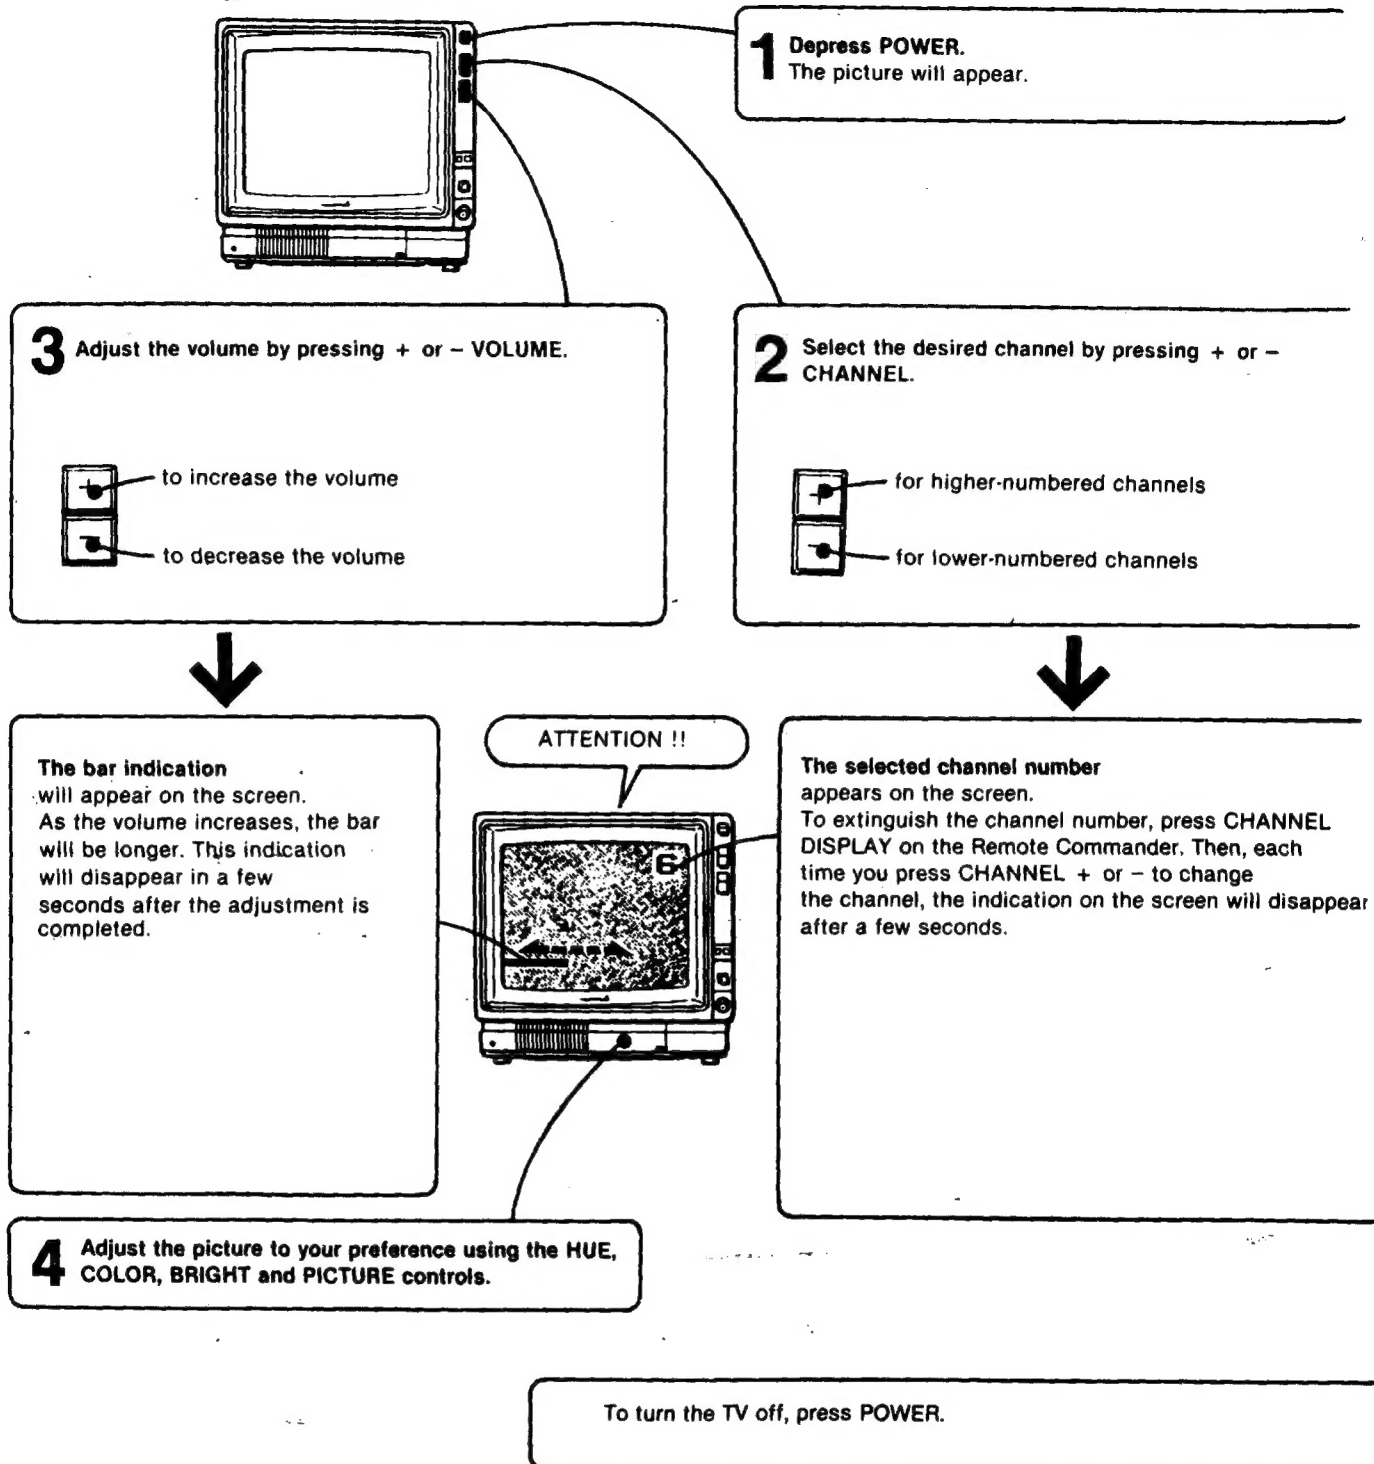 1 Depress POWER.
The picture will appear.
3 Adjust the volume by pressing + or – VOLUME.
+ to increase the volume
– to decrease the volume
2 Select the desired channel by pressing + or –
CHANNEL.
+ for higher-numbered channels
– for lower-numbered channels
The bar indication
will appear on the screen.
As the volume increases, the bar
will be longer. This indication
will disappear in a few
seconds after the adjustment is
completed.
ATTENTION !!
6
The selected channel number
appears on the screen.
To extinguish the channel number, press CHANNEL
DISPLAY on the Remote Commander. Then, each
time you press CHANNEL + or – to change
the channel, the indication on the screen will disappear
after a few seconds.
4 Adjust the picture to your preference using the HUE,
COLOR, BRIGHT and PICTURE controls.
To turn the TV off, press POWER.